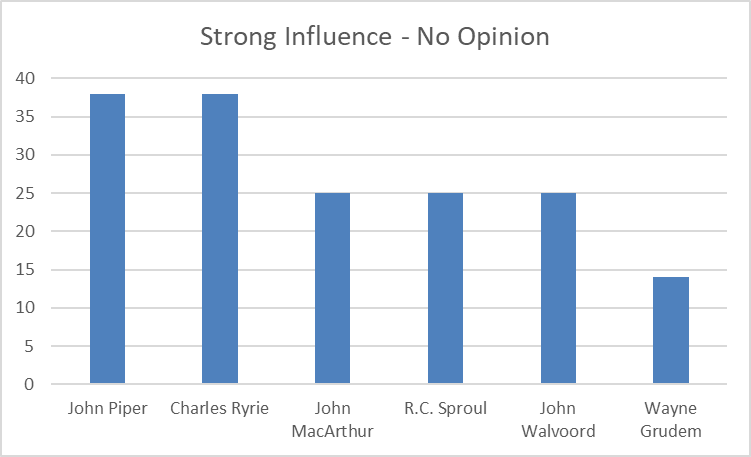 Strong Influence - No Opinion
40
35
30
25
20
15
10
5
0
John Piper
Charles Ryrie
John
MacArthur
R.C. Sproul
John
Walvoord
Wayne
Grudem